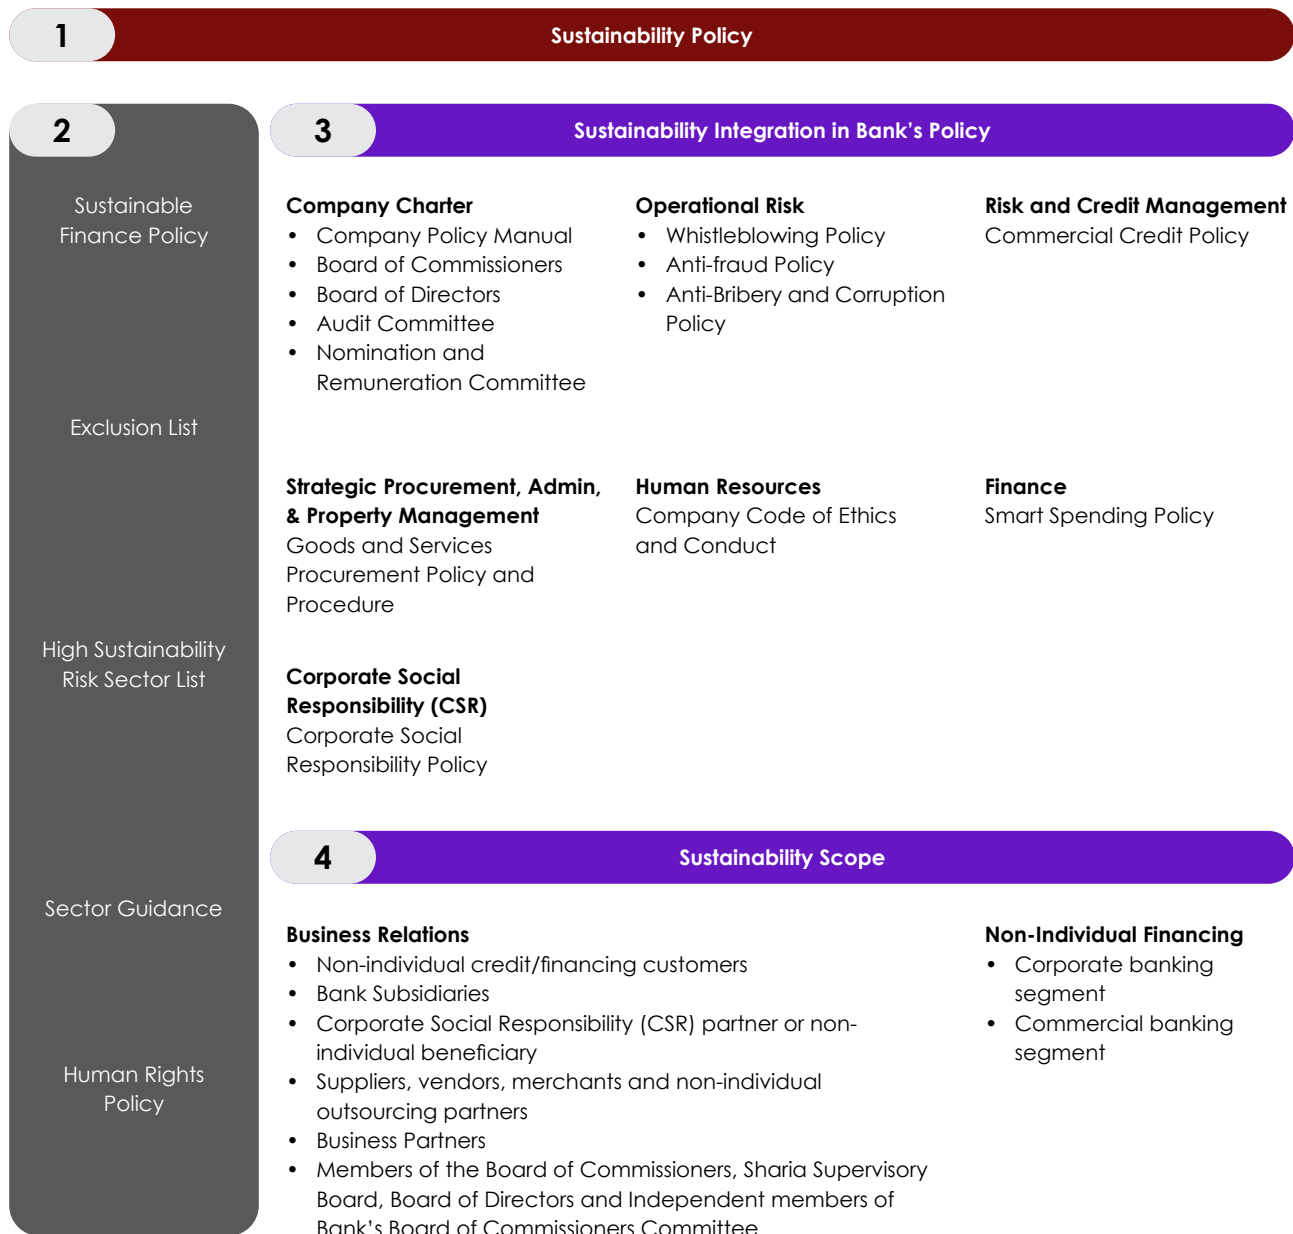 1
Sustainability Policy
2
Sustainable
Finance Policy
Exclusion List
High Sustainability
Risk Sector List
Sector Guidance
Human Rights
Policy
3
Sustainability Integration in Bank's Policy
Company Charter
• Company Policy Manual
• Board of Commissioners
• Board of Directors
• Audit Committee
• Nomination and
Remuneration Committee
Operational Risk
• Whistleblowing Policy
• Anti-fraud Policy
• Anti-Bribery and Corruption
Policy
Risk and Credit Management
Commercial Credit Policy
Strategic Procurement, Admin,
& Property Management
Goods and Services
Procurement Policy and
Procedure
Human Resources
Company Code of Ethics
and Conduct
Finance
Smart Spending Policy
Corporate Social
Responsibility (CSR)
Corporate Social
Responsibility Policy
4
Sustainability Scope
Business Relations
• Non-individual credit/financing customers
• Bank Subsidiaries
• Corporate Social Responsibility (CSR) partner or non-
individual beneficiary
• Suppliers, vendors, merchants and non-individual
outsourcing partners
• Business Partners
• Members of the Board of Commissioners, Sharia Supervisory
Board, Board of Directors and Independent members of
Bank's Board of Commissioners Committee
Non-Individual Financing
• Corporate banking
segment
• Commercial banking
segment